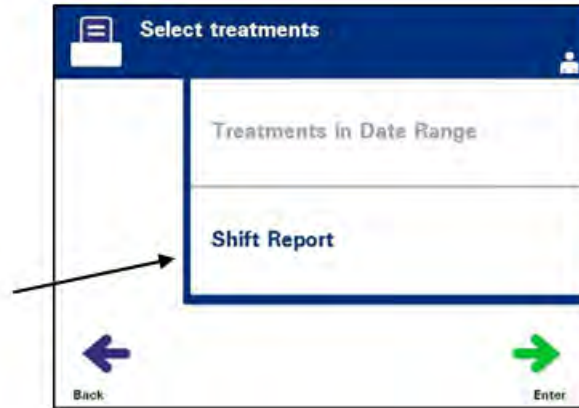 Select treatments
Treatments in Date Range
Shift Report
Back
Enter